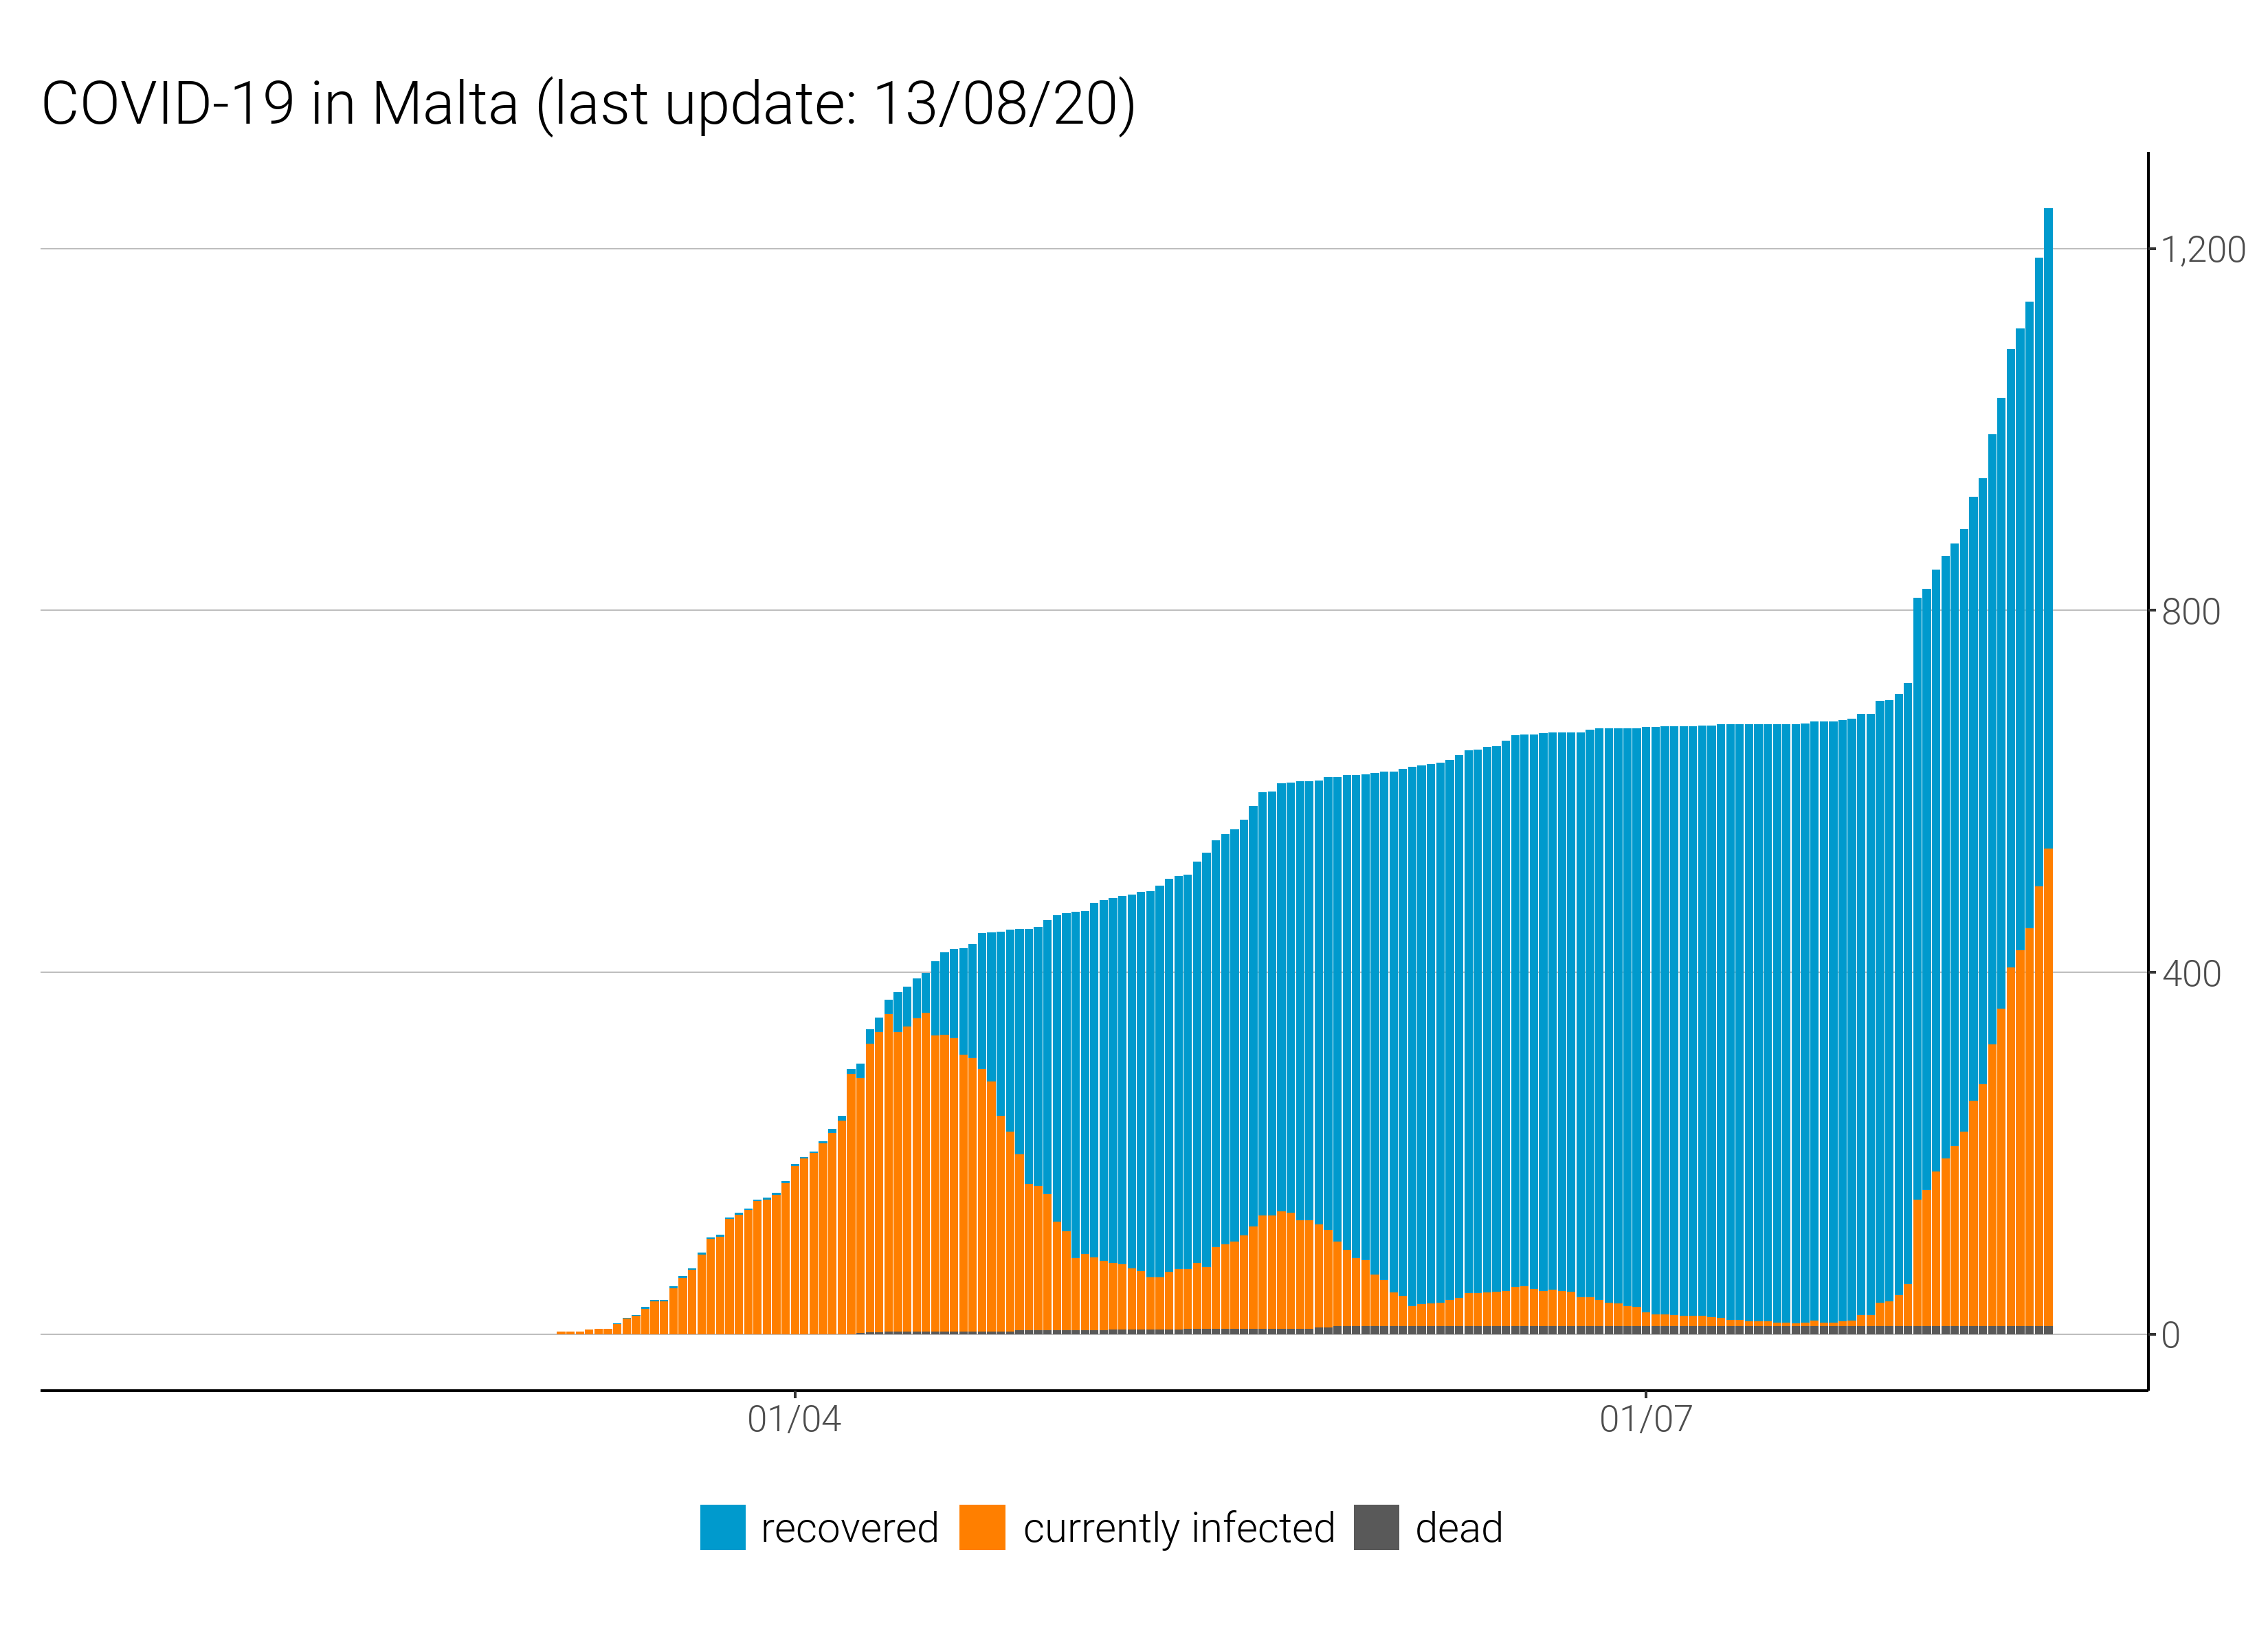 COVID-19 in Malta (last update: 13/08/20)
1,200
800
400
0
01/04 01/07
recovered currently infected dead